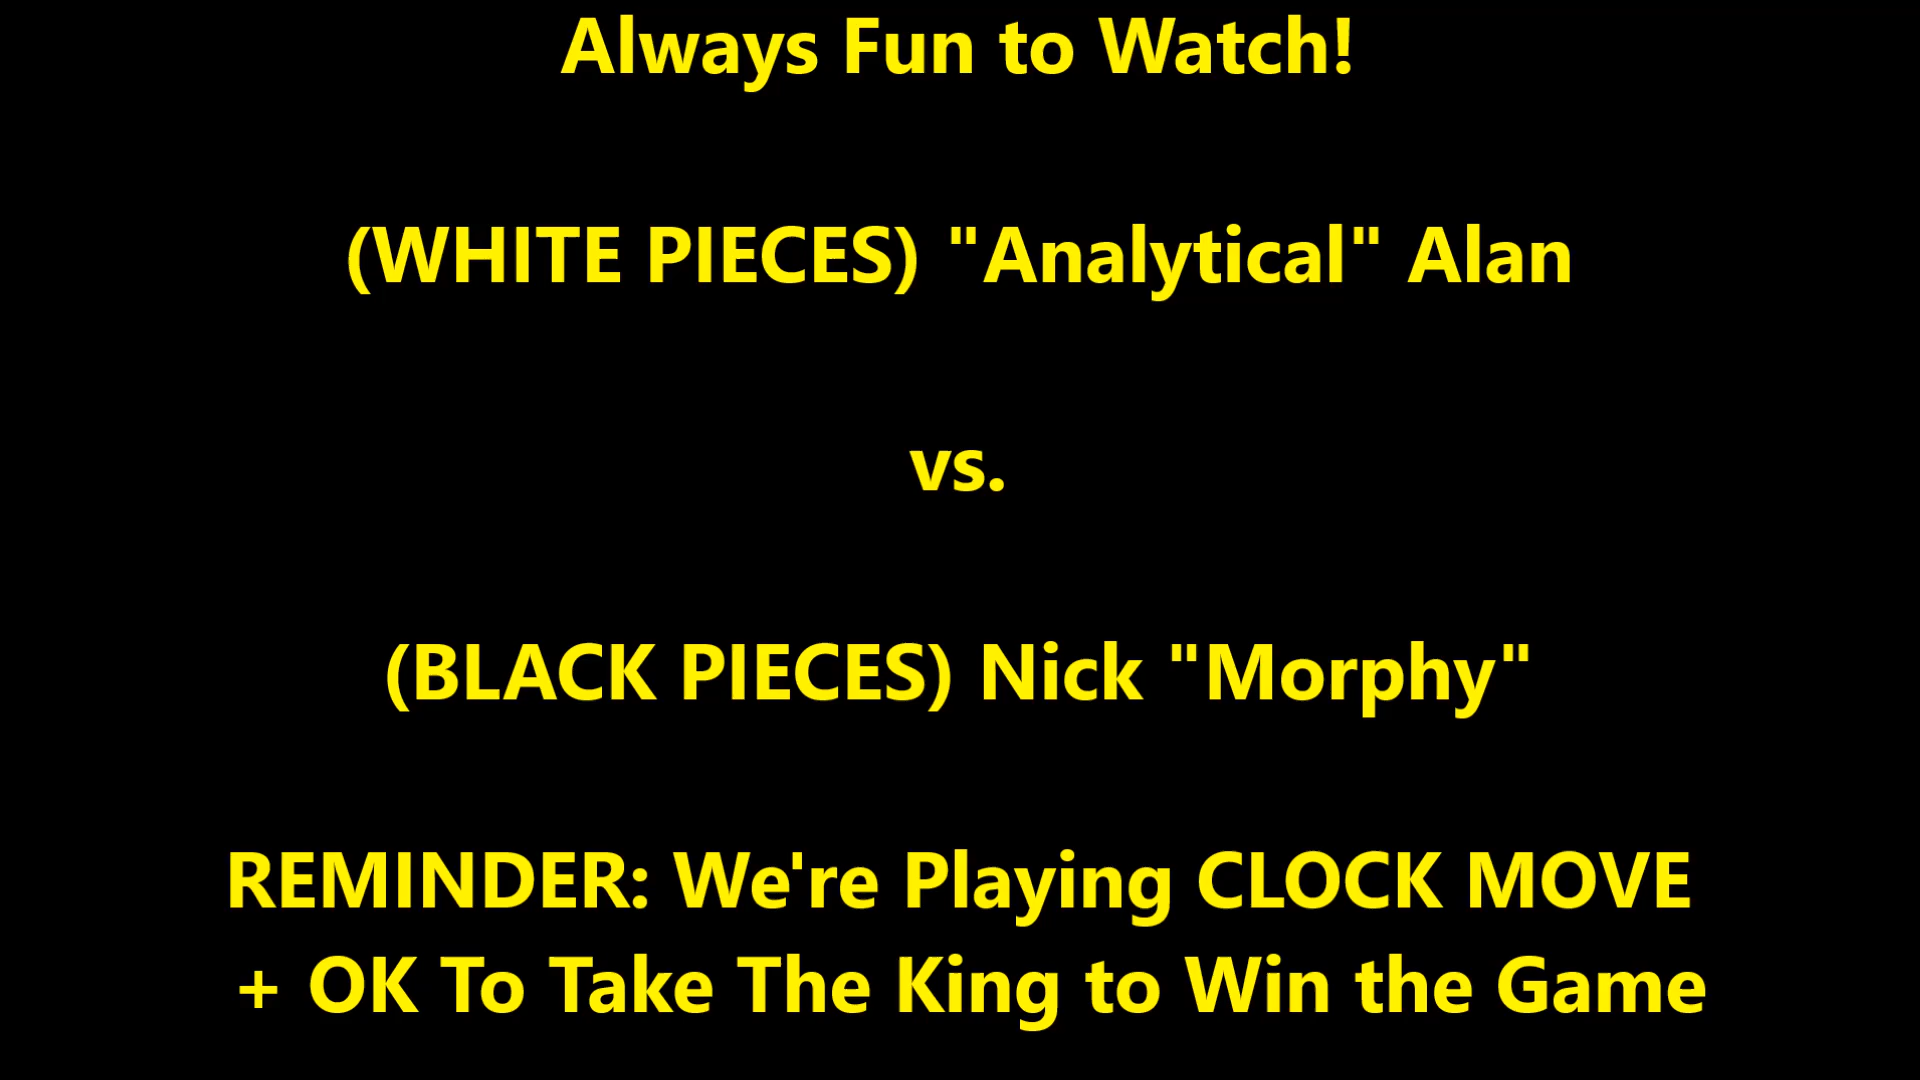 Always Fun to Watch!
(WHITE PIECES) "Analytical" Alan
vs.
(BLACK PIECES) Nick "Morphy"
REMINDER: We're Playing CLOCK MOVE
+ OK To Take The King to Win the Game